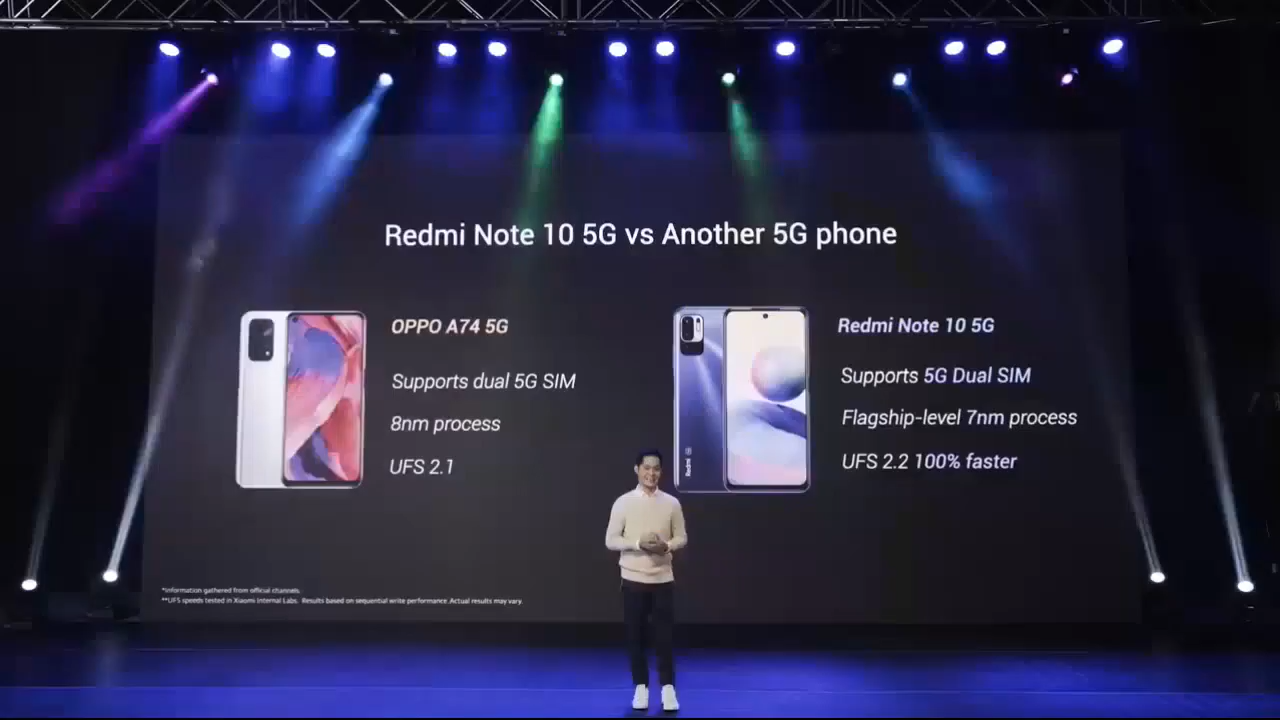 Redmi Note 10 5G vs Another 5G phone
OPPO A74 5G
Supports dual 5G SIM
8nm process
UFS 2.1
Redmi
Redmi Note 10 5G
Supports 5G Dual SIM
Flagship-level 7nm process
UFS 2.2 100% faster
*Information gathered from official channels.
**UFS speeds tested in Xiaomi Internal Labs. Results based on sequential write performance. Actual results may vary.